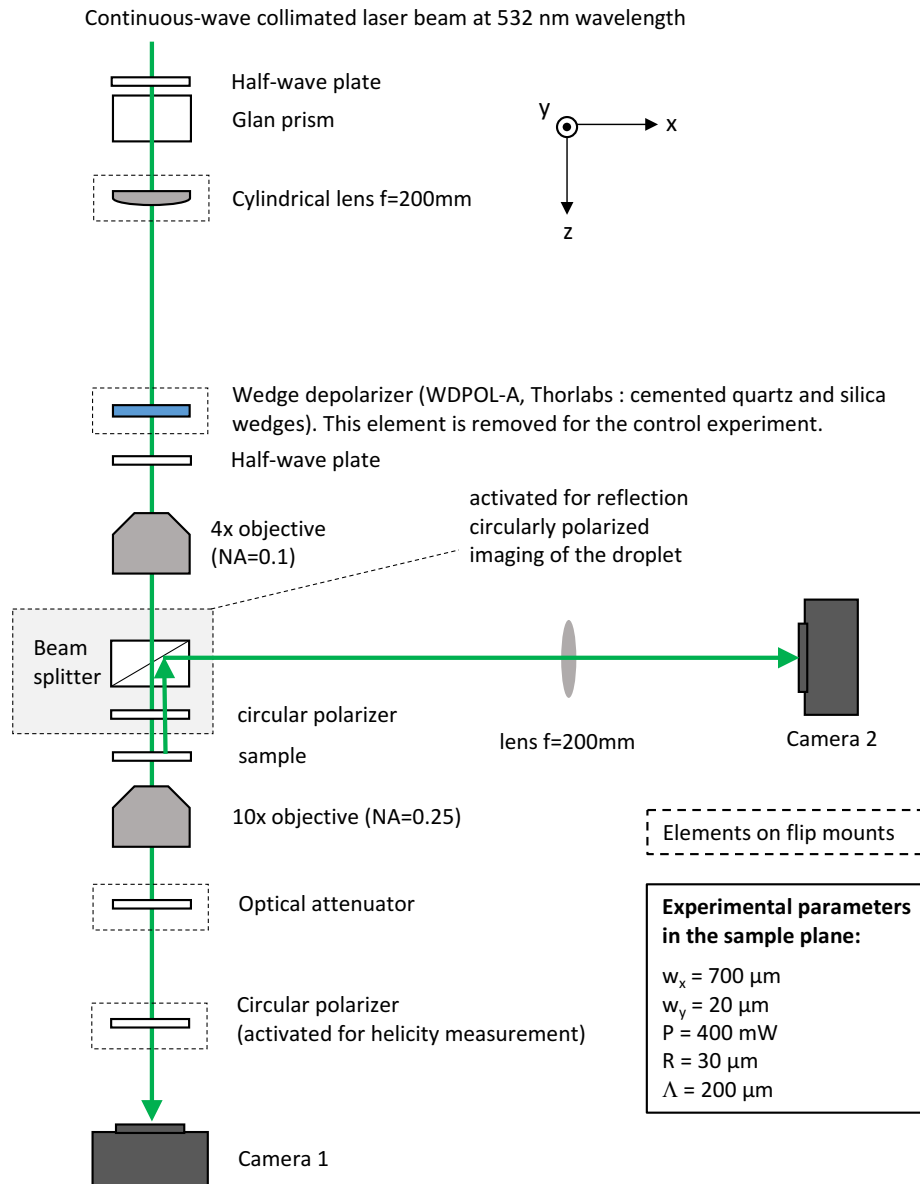 Continuous-wave collimated laser beam at 532 nm wavelength
Half-wave plate
Glan prism
y
x
z
Cylindrical lens f=200mm
Wedge depolarizer (WDPOL-A, Thorlabs : cemented quartz and silica
wedges). This element is removed for the control experiment.
Half-wave plate
4x objective
(NA=0.1)
activated for reflection
circularly polarized
imaging of the droplet
Beam
splitter
circular polarizer
sample
lens f=200mm
Camera 2
10x objective (NA=0.25)
Elements on flip mounts
Optical attenuator
Experimental parameters
in the sample plane:
wx = 700 µm
wy = 20 µm
P = 400 mW
R = 30 µm
Λ = 200 µm
Circular polarizer
(activated for helicity measurement)
Camera 1